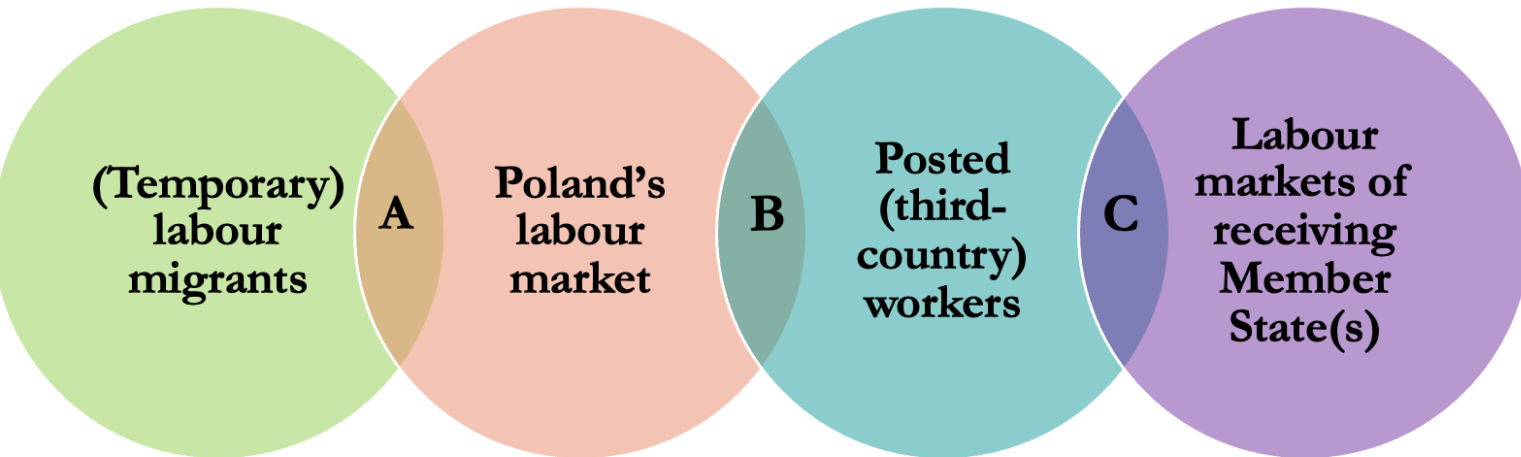 (Temporary)
labour
migrants
A
Poland’s
labour
market
B
Posted
(third-
country)
workers
C
Labour
markets of
receiving
Member
State(s)